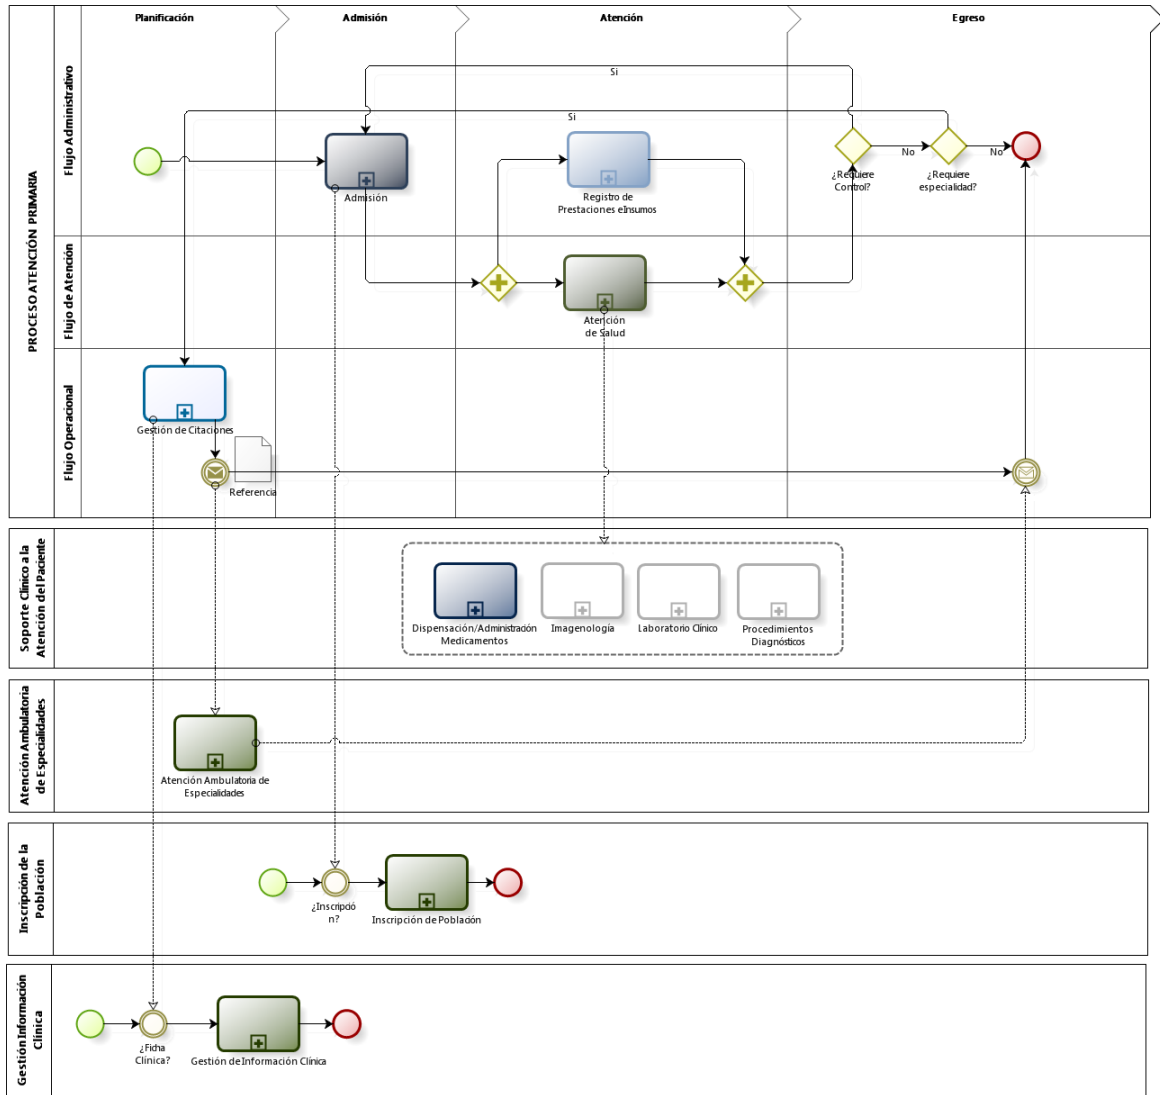 Planificación
Admisión
Atención
Egreso
PROCESO ATENCIÓN PRIMARIA
Flujo Administrativo
Si
Si
Admisión
Registro de
Prestaciones e Insumos
¿Requiere
Control?
No
¿Requiere
especialidad?
No
Flujo de Atención
Atención
de Salud
Flujo Operacional
Gestión de Citaciones
Referencia
Soporte Clinico a la
Atención del Paciente
Dispensación/Administración
Medicamentos
Imagenología
Laboratorio Clínico
Procedimientos
Diagnósticos
Atención Ambulatoria
de Especialidades
Atención Ambulatoria de
Especialidades
Inscripción de la
Población
¿Inscripció
n?
Inscripción de Población
Gestión Información
Clínica
¿Ficha
Clínica?
Gestión de Información Clínica